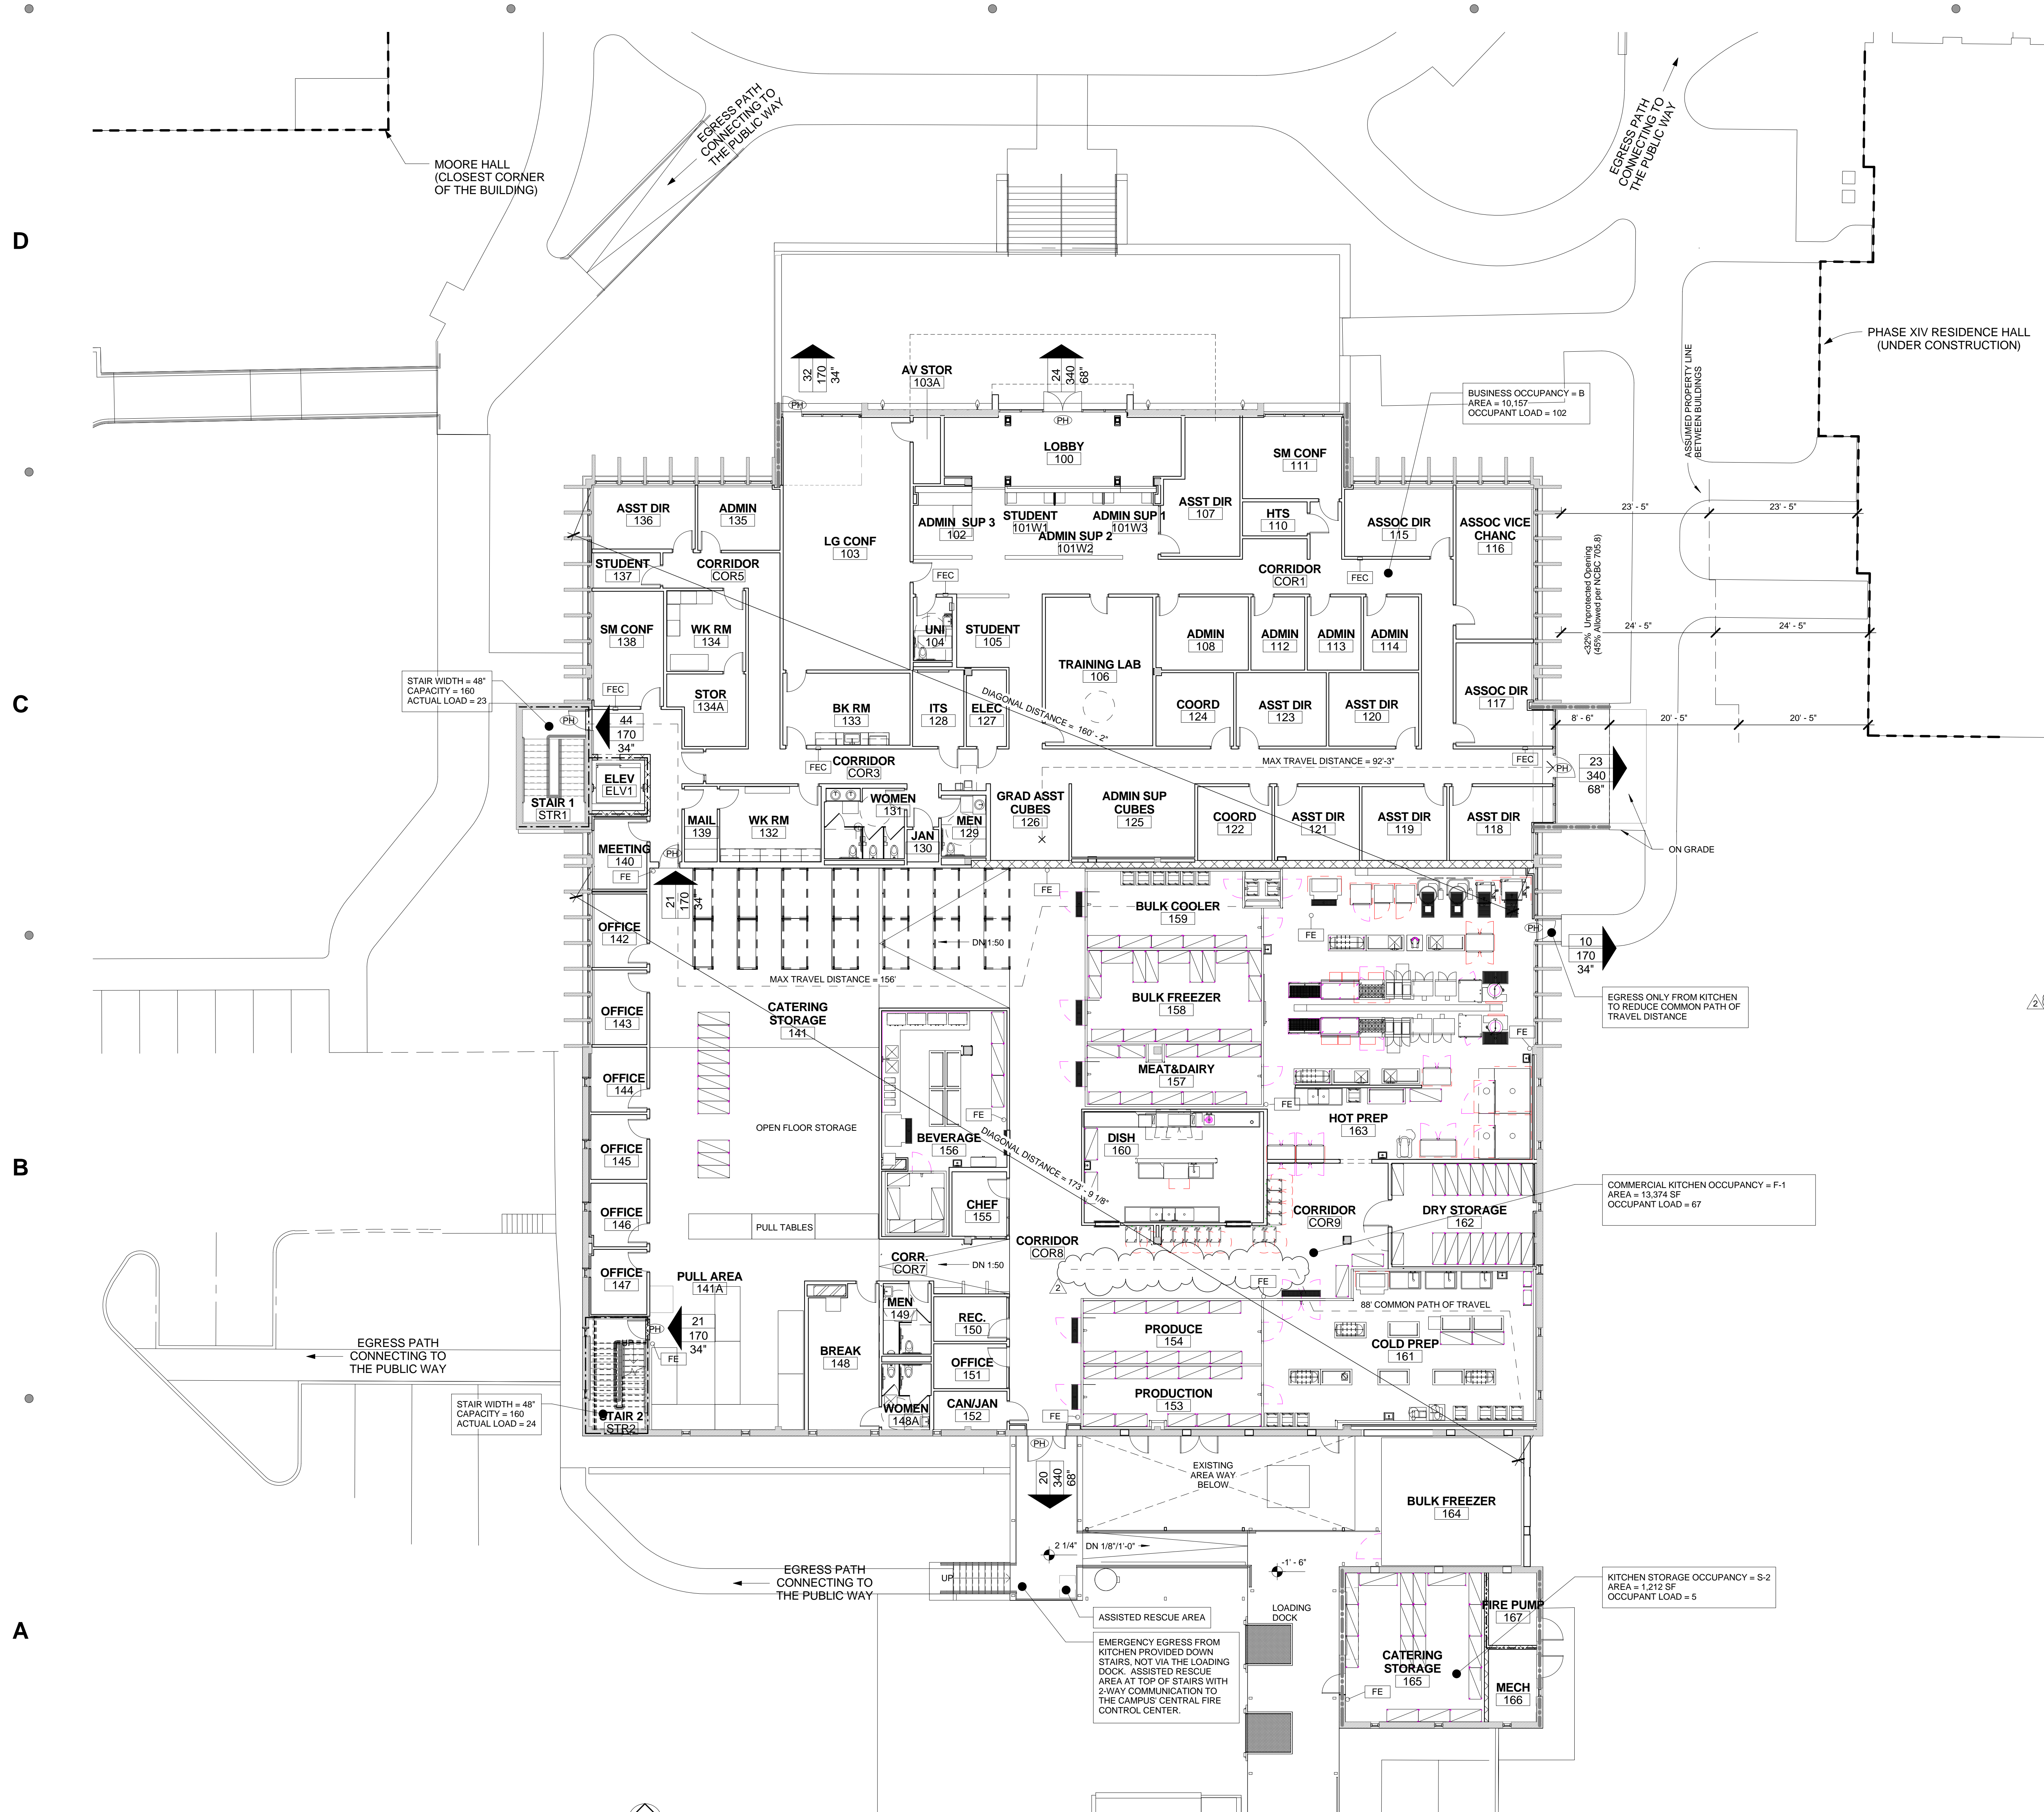 D
C
B
A
MOORE HALL
(CLOSEST CORNER
OF THE BUILDING)
EGRESS PATH
CONNECTING TO
THE PUBLIC WAY
EGRESS PATH
CONNECTING TO
THE PUBLIC WAY
PHASE XIV RESIDENCE HALL
(UNDER CONSTRUCTION)
ASSUMED PROPERTY LINE
BETWEEN BUILDINGS
BUSINESS OCCUPANCY = B
AREA = 10,157
OCCUPANT LOAD = 102
32
170
34"
PH
24
340
68"
PH
AV STOR
103A
LOBBY
100
SM CONF
111
ASST DIR
136
ADMIN
135
LG CONF
103
ADMIN SUP 3
102
STUDENT
101W1
ADMIN SUP 1
101W3
ADMIN SUP 2
101W2
ASST DIR
107
HTS
110
ASSOC DIR
115
ASSOC VICE
CHANC
116
23' - 5"
23' - 5"
STUDENT
137
CORRIDOR
COR5
CORRIDOR
COR1
FEC
FEC
<32% Unprotected Opening
(45% Allowed per NCBC 705.8)
24' - 5"
24' - 5"
SM CONF
138
WK RM
134
UNI
104
STUDENT
105
ADMIN
108
ADMIN
112
ADMIN
113
ADMIN
114
TRAINING LAB
106
STAIR WIDTH = 48"
CAPACITY = 160
ACTUAL LOAD = 23
FEC
STOR
134A
BK RM
133
ITS
128
ELEC
127
DIAGONAL DISTANCE = 160' - 2"
COORD
124
ASST DIR
123
ASST DIR
120
ASSOC DIR
117
8' - 6"
20' - 5"
20' - 5"
PH
44
170
34"
FEC
CORRIDOR
COR3
MAX TRAVEL DISTANCE = 92'-3"
FEC
PH
23
340
68"
ELEV
ELV1
STAIR 1
STR1
MAIL
139
WK RM
132
WOMEN
131
JAN
130
MEN
129
GRAD ASST
CUBES
126
ADMIN SUP
CUBES
125
COORD
122
ASST DIR
121
ASST DIR
119
ASST DIR
118
ON GRADE
MEETING
140
FE
PH
21
170
34"
FE
BULK COOLER
159
FE
PH
10
170
34"
OFFICE
142
DN 1:50
MAX TRAVEL DISTANCE = 156'
EGRESS ONLY FROM KITCHEN
TO REDUCE COMMON PATH OF
TRAVEL DISTANCE
2
OFFICE
143
CATERING
STORAGE
141
BULK FREEZER
158
FE
OFFICE
144
MEAT&DAIRY
157
FE
FE
HOT PREP
163
OPEN FLOOR STORAGE
BEVERAGE
156
DISH
160
DIAGONAL DISTANCE = 173' - 9 1/8"
OFFICE
145
COMMERCIAL KITCHEN OCCUPANCY = F-1
AREA = 13,374 SF
OCCUPANT LOAD = 67
OFFICE
146
PULL TABLES
CHEF
155
CORRIDOR
COR9
DRY STORAGE
162
CORRIDOR
COR8
CORR.
COR7
DN 1:50
OFFICE
147
PULL AREA
141A
FE
2
MEN
149
REC.
150
88' COMMON PATH OF TRAVEL
PH
21
170
34"
FE
UP
PRODUCE
154
COLD PREP
161
BREAK
148
OFFICE
151
EGRESS PATH
CONNECTING TO
THE PUBLIC WAY
PRODUCTION
153
STAIR WIDTH = 48"
CAPACITY = 160
ACTUAL LOAD = 24
STAIR 2
STR2
WOMEN
148A
CAN/JAN
152
FE
PH
20
340
68"
EXISTING
AREA WAY
BELOW
BULK FREEZER
164
2 1/4"
DN 1/8"/1'-0"
-1' - 6"
EGRESS PATH
CONNECTING TO
THE PUBLIC WAY
UP
KITCHEN STORAGE OCCUPANCY = S-2
AREA = 1,212 SF
OCCUPANT LOAD = 5
ASSISTED RESCUE AREA
LOADING
DOCK
FIRE PUMP
167
EMERGENCY EGRESS FROM
KITCHEN PROVIDED DOWN
STAIRS, NOT VIA THE LOADING
DOCK. ASSISTED RESCUE
AREA AT TOP OF STAIRS WITH
2-WAY COMMUNICATION TO
THE CAMPUS' CENTRAL FIRE
CONTROL CENTER.
CATERING
STORAGE
165
FE
MECH
166